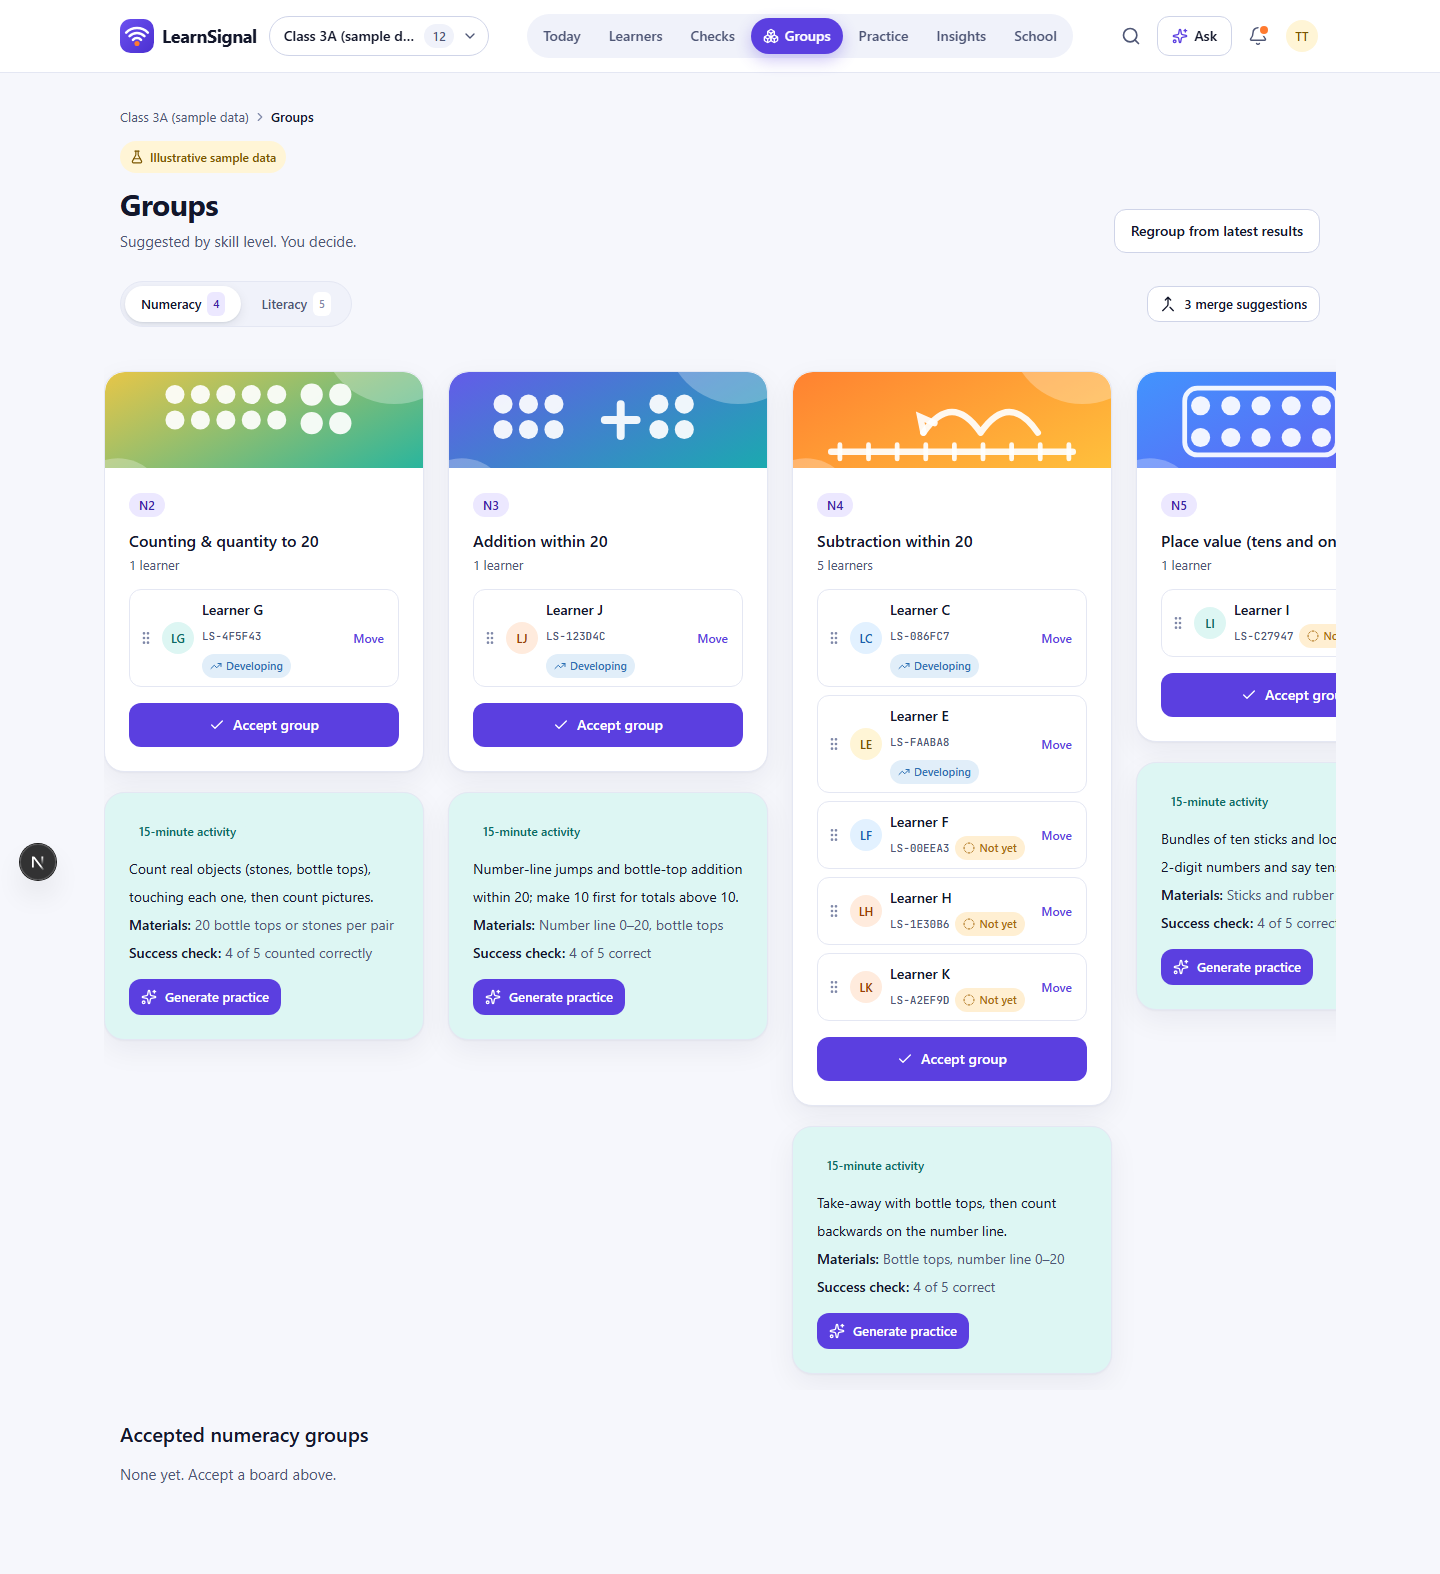 LearnSignal
Class 3A (sample d... 12
Today Learners Checks Groups Practice Insights School
Ask
TT
Class 3A (sample data) > Groups
Illustrative sample data
Groups
Suggested by skill level. You decide.
Regroup from latest results
Numeracy 4 Literacy 5
3 merge suggestions
N2
Counting & quantity to 20
1 learner
LG
Learner G
LS-4F5F43
Developing
Move
Accept group
15-minute activity
Count real objects (stones, bottle tops),
touching each one, then count pictures.
Materials: 20 bottle tops or stones per pair
Success check: 4 of 5 counted correctly
Generate practice
N3
Addition within 20
1 learner
LJ
Learner J
LS-123D4C
Developing
Move
Accept group
15-minute activity
Number-line jumps and bottle-top addition
within 20; make 10 first for totals above 10.
Materials: Number line 0–20, bottle tops
Success check: 4 of 5 correct
Generate practice
N4
Subtraction within 20
5 learners
LC
Learner C
LS-086FC7
Developing
Move
LE
Learner E
LS-FAABA8
Developing
Move
LF
Learner F
LS-00EEA3 Not yet
Move
LH
Learner H
LS-1E30B6 Not yet
Move
LK
Learner K
LS-A2EF9D Not yet
Move
Accept group
15-minute activity
Take-away with bottle tops, then count
backwards on the number line.
Materials: Bottle tops, number line 0–20
Success check: 4 of 5 correct
Generate practice
N5
Place value (tens and on
1 learner
LI
Learner I
LS-C27947 No
Accept grou
15-minute activity
Bundles of ten sticks and loo
2-digit numbers and say ten
Materials: Sticks and rubber
Success check: 4 of 5 correct
Generate practice
N
Accepted numeracy groups
None yet. Accept a board above.